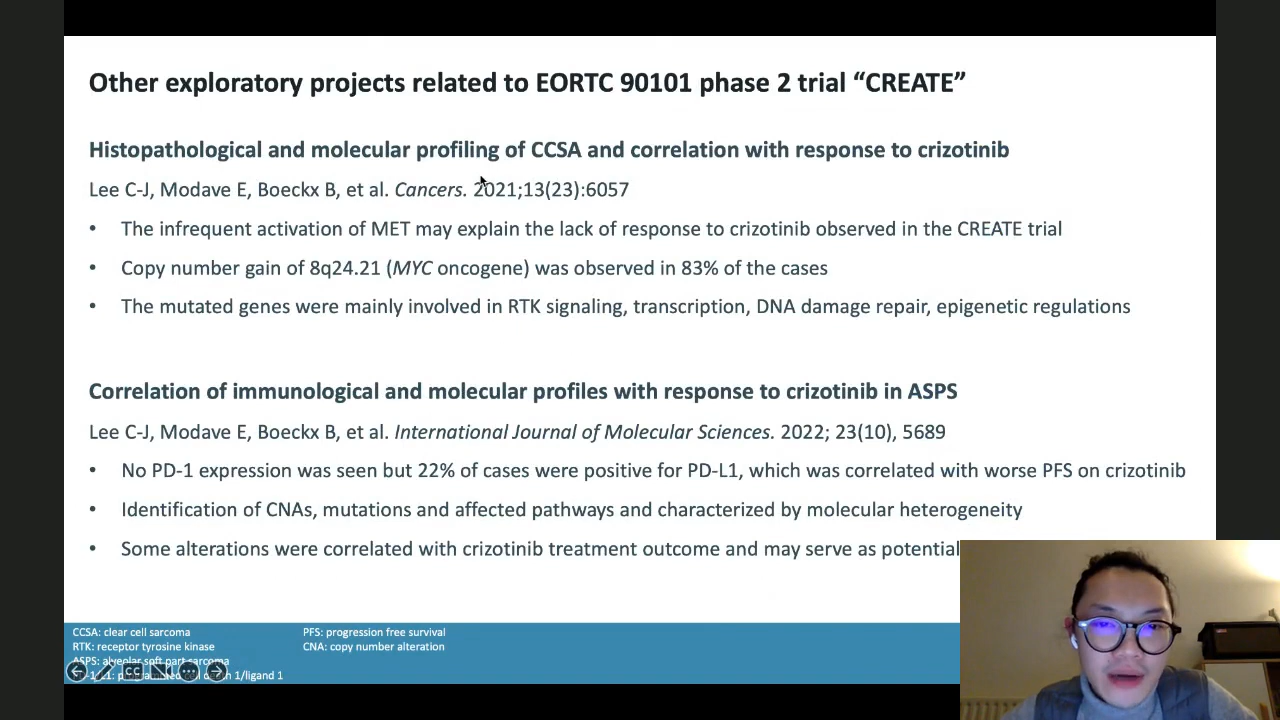 Other exploratory projects related to EORTC 90101 phase 2 trial “CREATE”
Histopathological and molecular profiling of CCSA and correlation with response to crizotinib
Lee C-J, Modave E, Boeckx B, et al. Cancers. 2021;13(23):6057
• The infrequent activation of MET may explain the lack of response to crizotinib observed in the CREATE trial
• Copy number gain of 8q24.21 (MYC oncogene) was observed in 83% of the cases
• The mutated genes were mainly involved in RTK signaling, transcription, DNA damage repair, epigenetic regulations
Correlation of immunological and molecular profiles with response to crizotinib in ASPS
Lee C-J, Modave E, Boeckx B, et al. International Journal of Molecular Sciences. 2022; 23(10), 5689
• No PD-1 expression was seen but 22% of cases were positive for PD-L1, which was correlated with worse PFS on crizotinib
• Identification of CNAs, mutations and affected pathways and characterized by molecular heterogeneity
• Some alterations were correlated with crizotinib treatment outcome and may serve as potential
CCSA: clear cell sarcoma
RTK: receptor tyrosine kinase
ASPS: alveolar soft part sarcoma
1/ligand 1
PFS: progression free survival
CNA: copy number alteration
CC